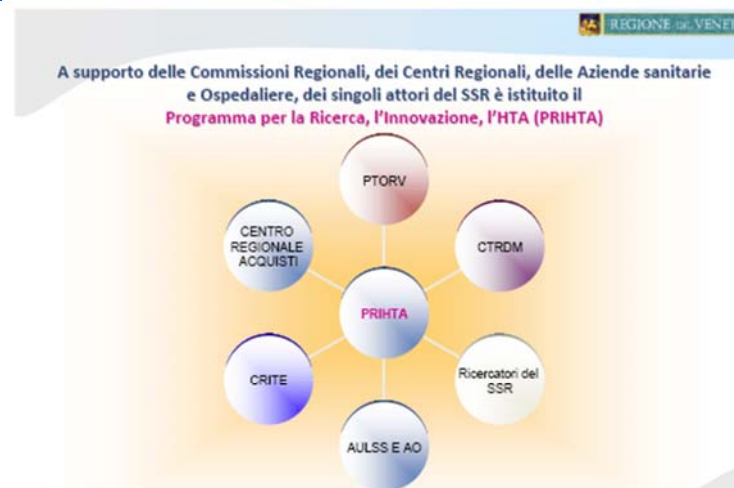 REGIONE DEL VENETO
A supporto delle Commissioni Regionali, dei Centri Regionali, delle Aziende sanitarie
e Ospedaliere, dei singoli attori del SSR è istituito il
Programma per la Ricerca, l'Innovazione, l'HTA (PRIHTA)
PTORV
CENTRO
REGIONALE
ACQUISTI
CTRDM
PRIHTA
CRITE
Ricercatori del
SSR
AULSS E AO